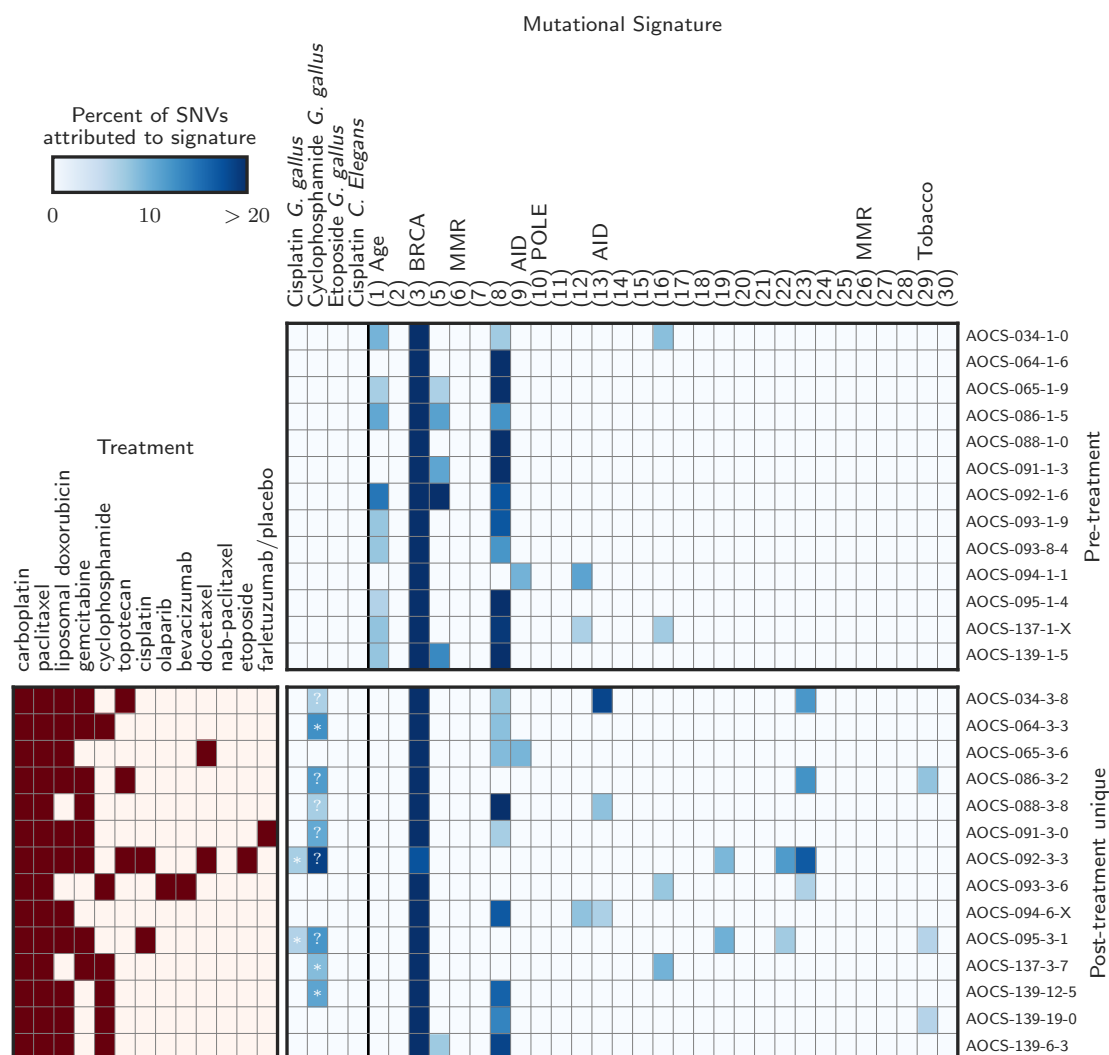 Mutational Signature
Percent of SNVs
attributed to signature
0 10 > 20
Cisplatin G. gallus
Cyclophosphamide G. gallus
Etoposide G. gallus
Cisplatin C. Elegans
(1) Age
(2)
(3) BRCA
(5)
(6) MMR
(7)
(8)
(9) AID
(10) POLE
(11)
(12)
(13) AID
(14)
(15)
(16)
(17)
(18)
(19)
(20)
(21)
(22)
(23)
(24)
(25)
(26) MMR
(27)
(28)
(29) Tobacco
(30)
AOCS-034-1-0
AOCS-064-1-6
AOCS-065-1-9
AOCS-086-1-5
AOCS-088-1-0
AOCS-091-1-3
AOCS-092-1-6
AOCS-093-1-9
AOCS-093-8-4
AOCS-094-1-1
AOCS-095-1-4
AOCS-137-1-X
AOCS-139-1-5
Pre-treatment
Treatment
carboplatin
paclitaxel
liposomal doxorubicin
gemcitabine
cyclophosphamide
topotecan
cisplatin
olaparib
bevacizumab
docetaxel
nab-paclitaxel
etoposide
farletuzumab/placebo
? AOCS-034-3-8
* AOCS-064-3-3
AOCS-065-3-6
? AOCS-086-3-2
? AOCS-088-3-8
? AOCS-091-3-0
* ? AOCS-092-3-3
AOCS-093-3-6
AOCS-094-6-X
* ? AOCS-095-3-1
* AOCS-137-3-7
* AOCS-139-12-5
AOCS-139-19-0
AOCS-139-6-3
Post-treatment unique